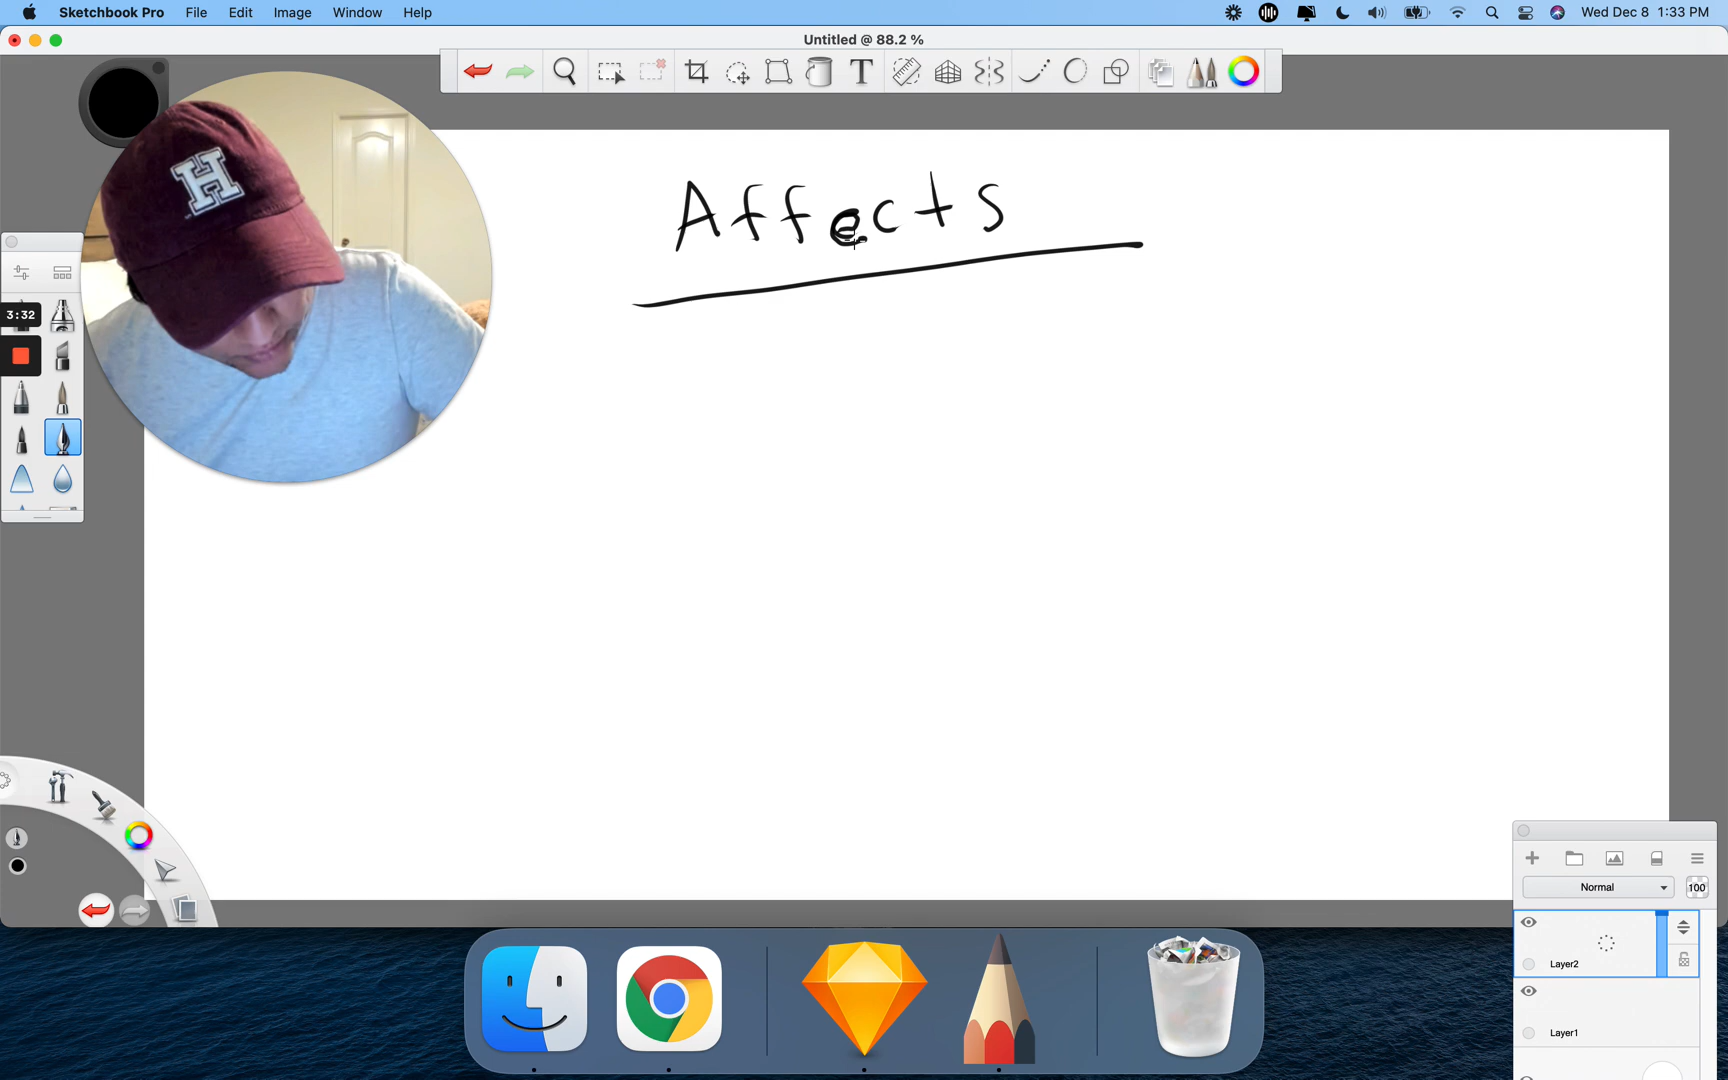 Sketchbook Pro File Edit Image Window Help Wed Dec 8 1:33 PM
Untitled @ 88.2 %
H
Affects
3:32
Normal 100
Layer2
Layer1